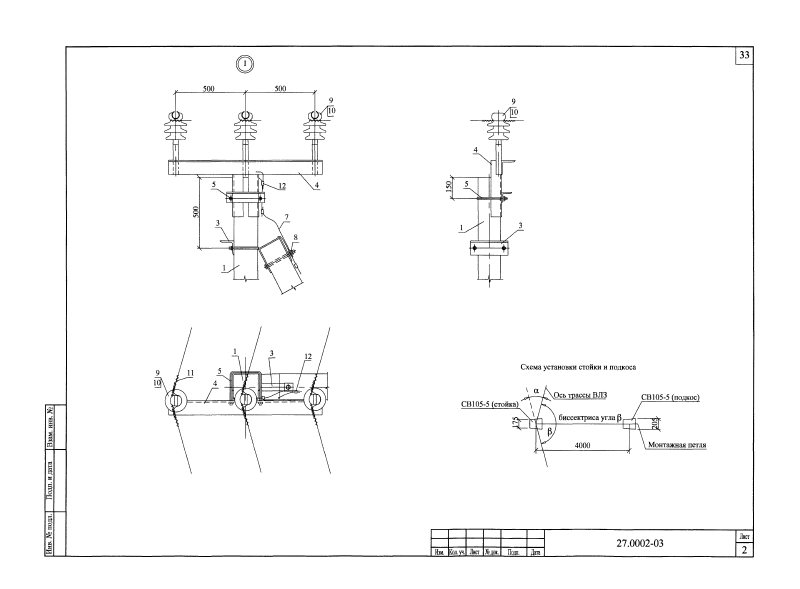 33
1
500
500
9
10
4
5
12
500
3
7
8
1
9
10
4
150
5
1
3
9
10
11
4
5
1
3
12
Схема установки стойки и подкоса
α
Ось трассы ВЛЗ
СВ105-5 (стойка)
СВ105-5 (подкос)
биссектриса угла β
175
β
205
4000
Монтажная петля
Взам. инв. №
Подп. и дата
Инв. № подл.
Изм. Кол. уч. Лист № док. Подп. Дата
27.0002-03
Лист
2